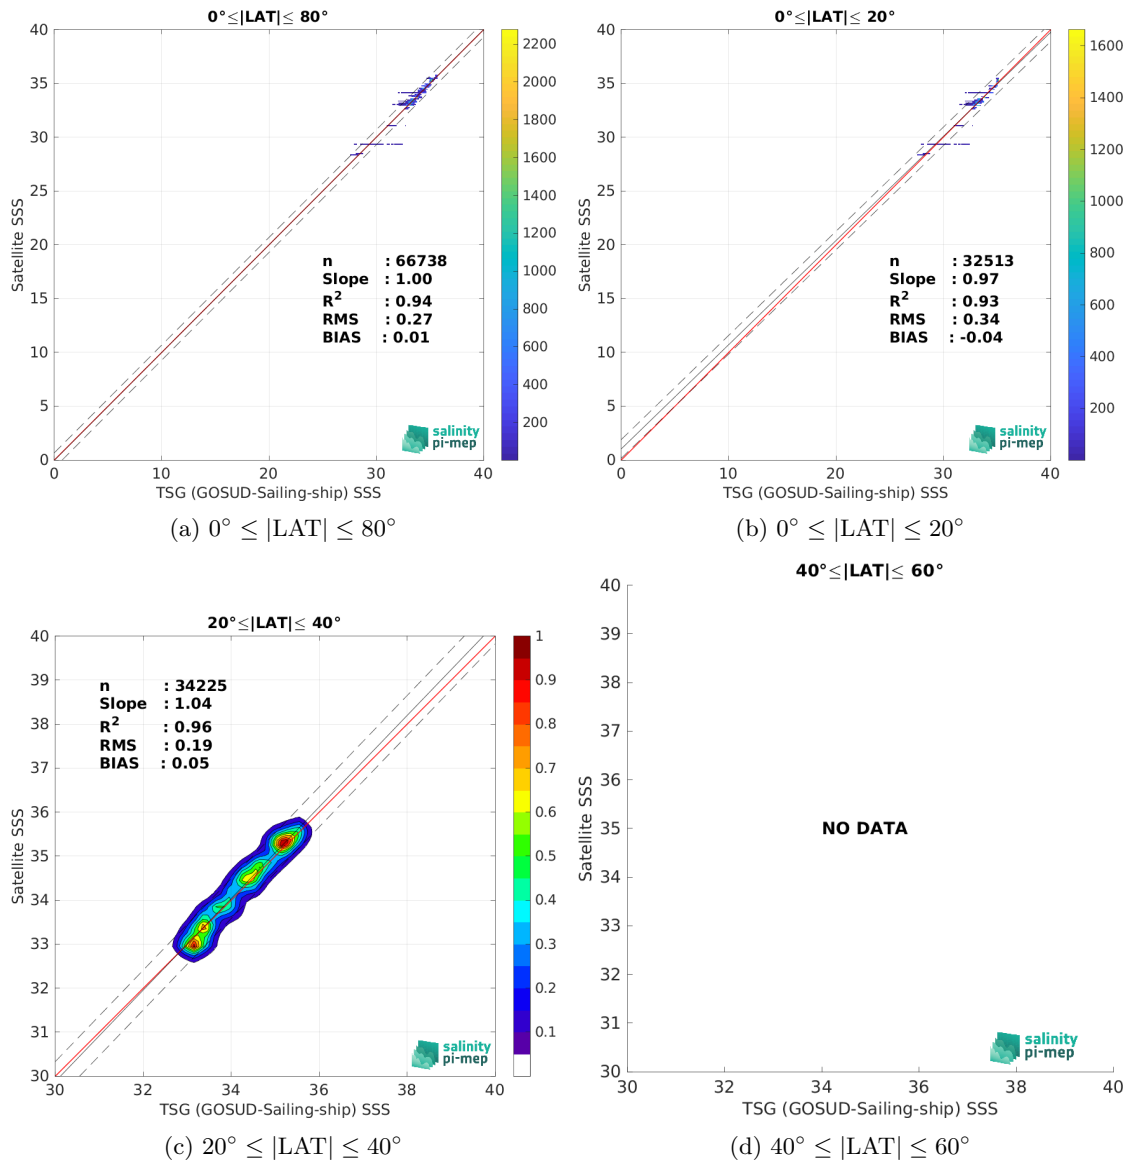 0°≤|LAT|≤ 80°
40
35
30
25
20
15
10
5
0
Satellite SSS
n : 66738
Slope : 1.00
R² : 0.94
RMS : 0.27
BIAS : 0.01
salinity
pi-mep
0 10 20 30 40
TSG (GOSUD-Sailing-ship) SSS
2200
2000
1800
1600
1400
1200
1000
800
600
400
200
(a) 0° ≤ |LAT| ≤ 80°
0°≤|LAT|≤ 20°
40
35
30
25
20
15
10
5
0
Satellite SSS
n : 32513
Slope : 0.97
R² : 0.93
RMS : 0.34
BIAS : -0.04
salinity
pi-mep
0 10 20 30 40
TSG (GOSUD-Sailing-ship) SSS
1600
1400
1200
1000
800
600
400
200
(b) 0° ≤ |LAT| ≤ 20°
20°≤|LAT|≤ 40°
40
39
38
37
36
35
34
33
32
31
30
Satellite SSS
n : 34225
Slope : 1.04
R² : 0.96
RMS : 0.19
BIAS : 0.05
salinity
pi-mep
30 32 34 36 38 40
TSG (GOSUD-Sailing-ship) SSS
1
0.9
0.8
0.7
0.6
0.5
0.4
0.3
0.2
0.1
(c) 20° ≤ |LAT| ≤ 40°
40°≤|LAT|≤ 60°
40
39
38
37
36
35
34
33
32
31
30
Satellite SSS
NO DATA
salinity
pi-mep
30 32 34 36 38 40
TSG (GOSUD-Sailing-ship) SSS
(d) 40° ≤ |LAT| ≤ 60°